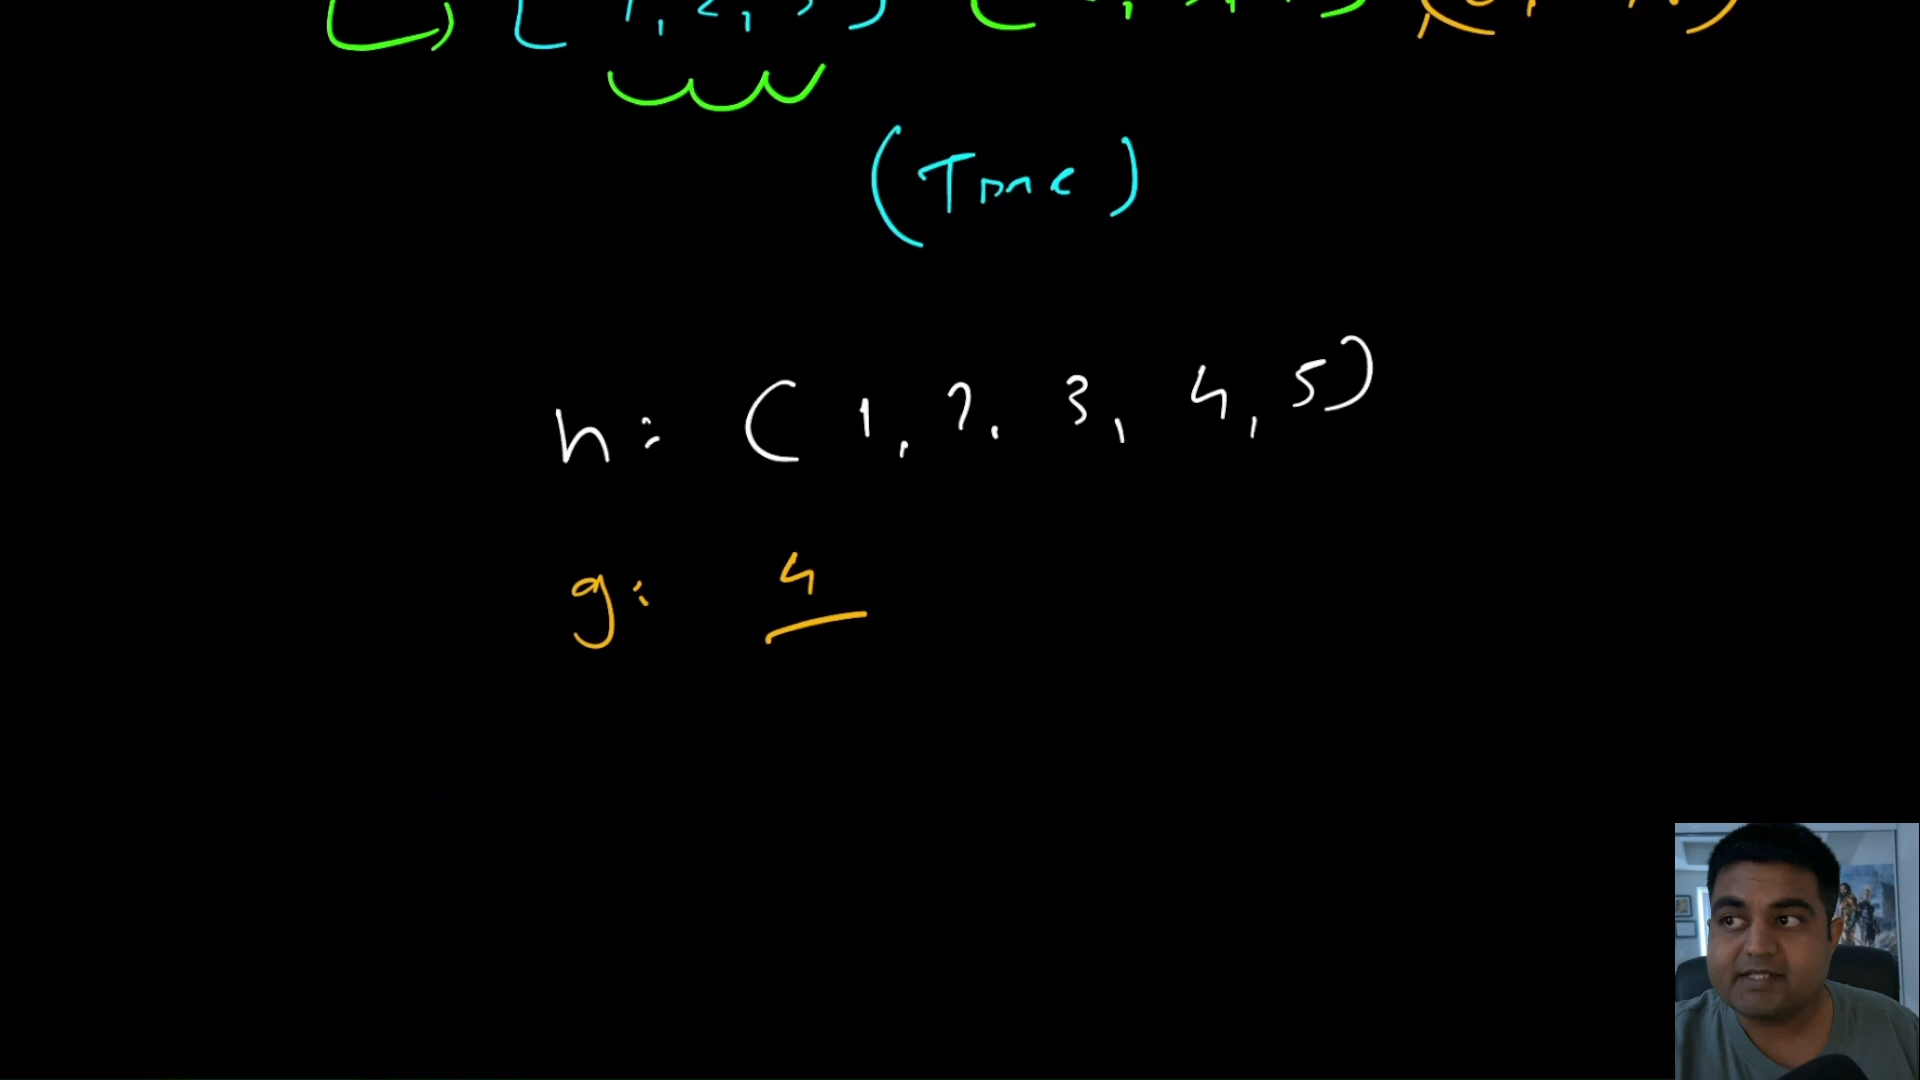 (True)
h: (1, 2, 3, 4, 5)
g: 4